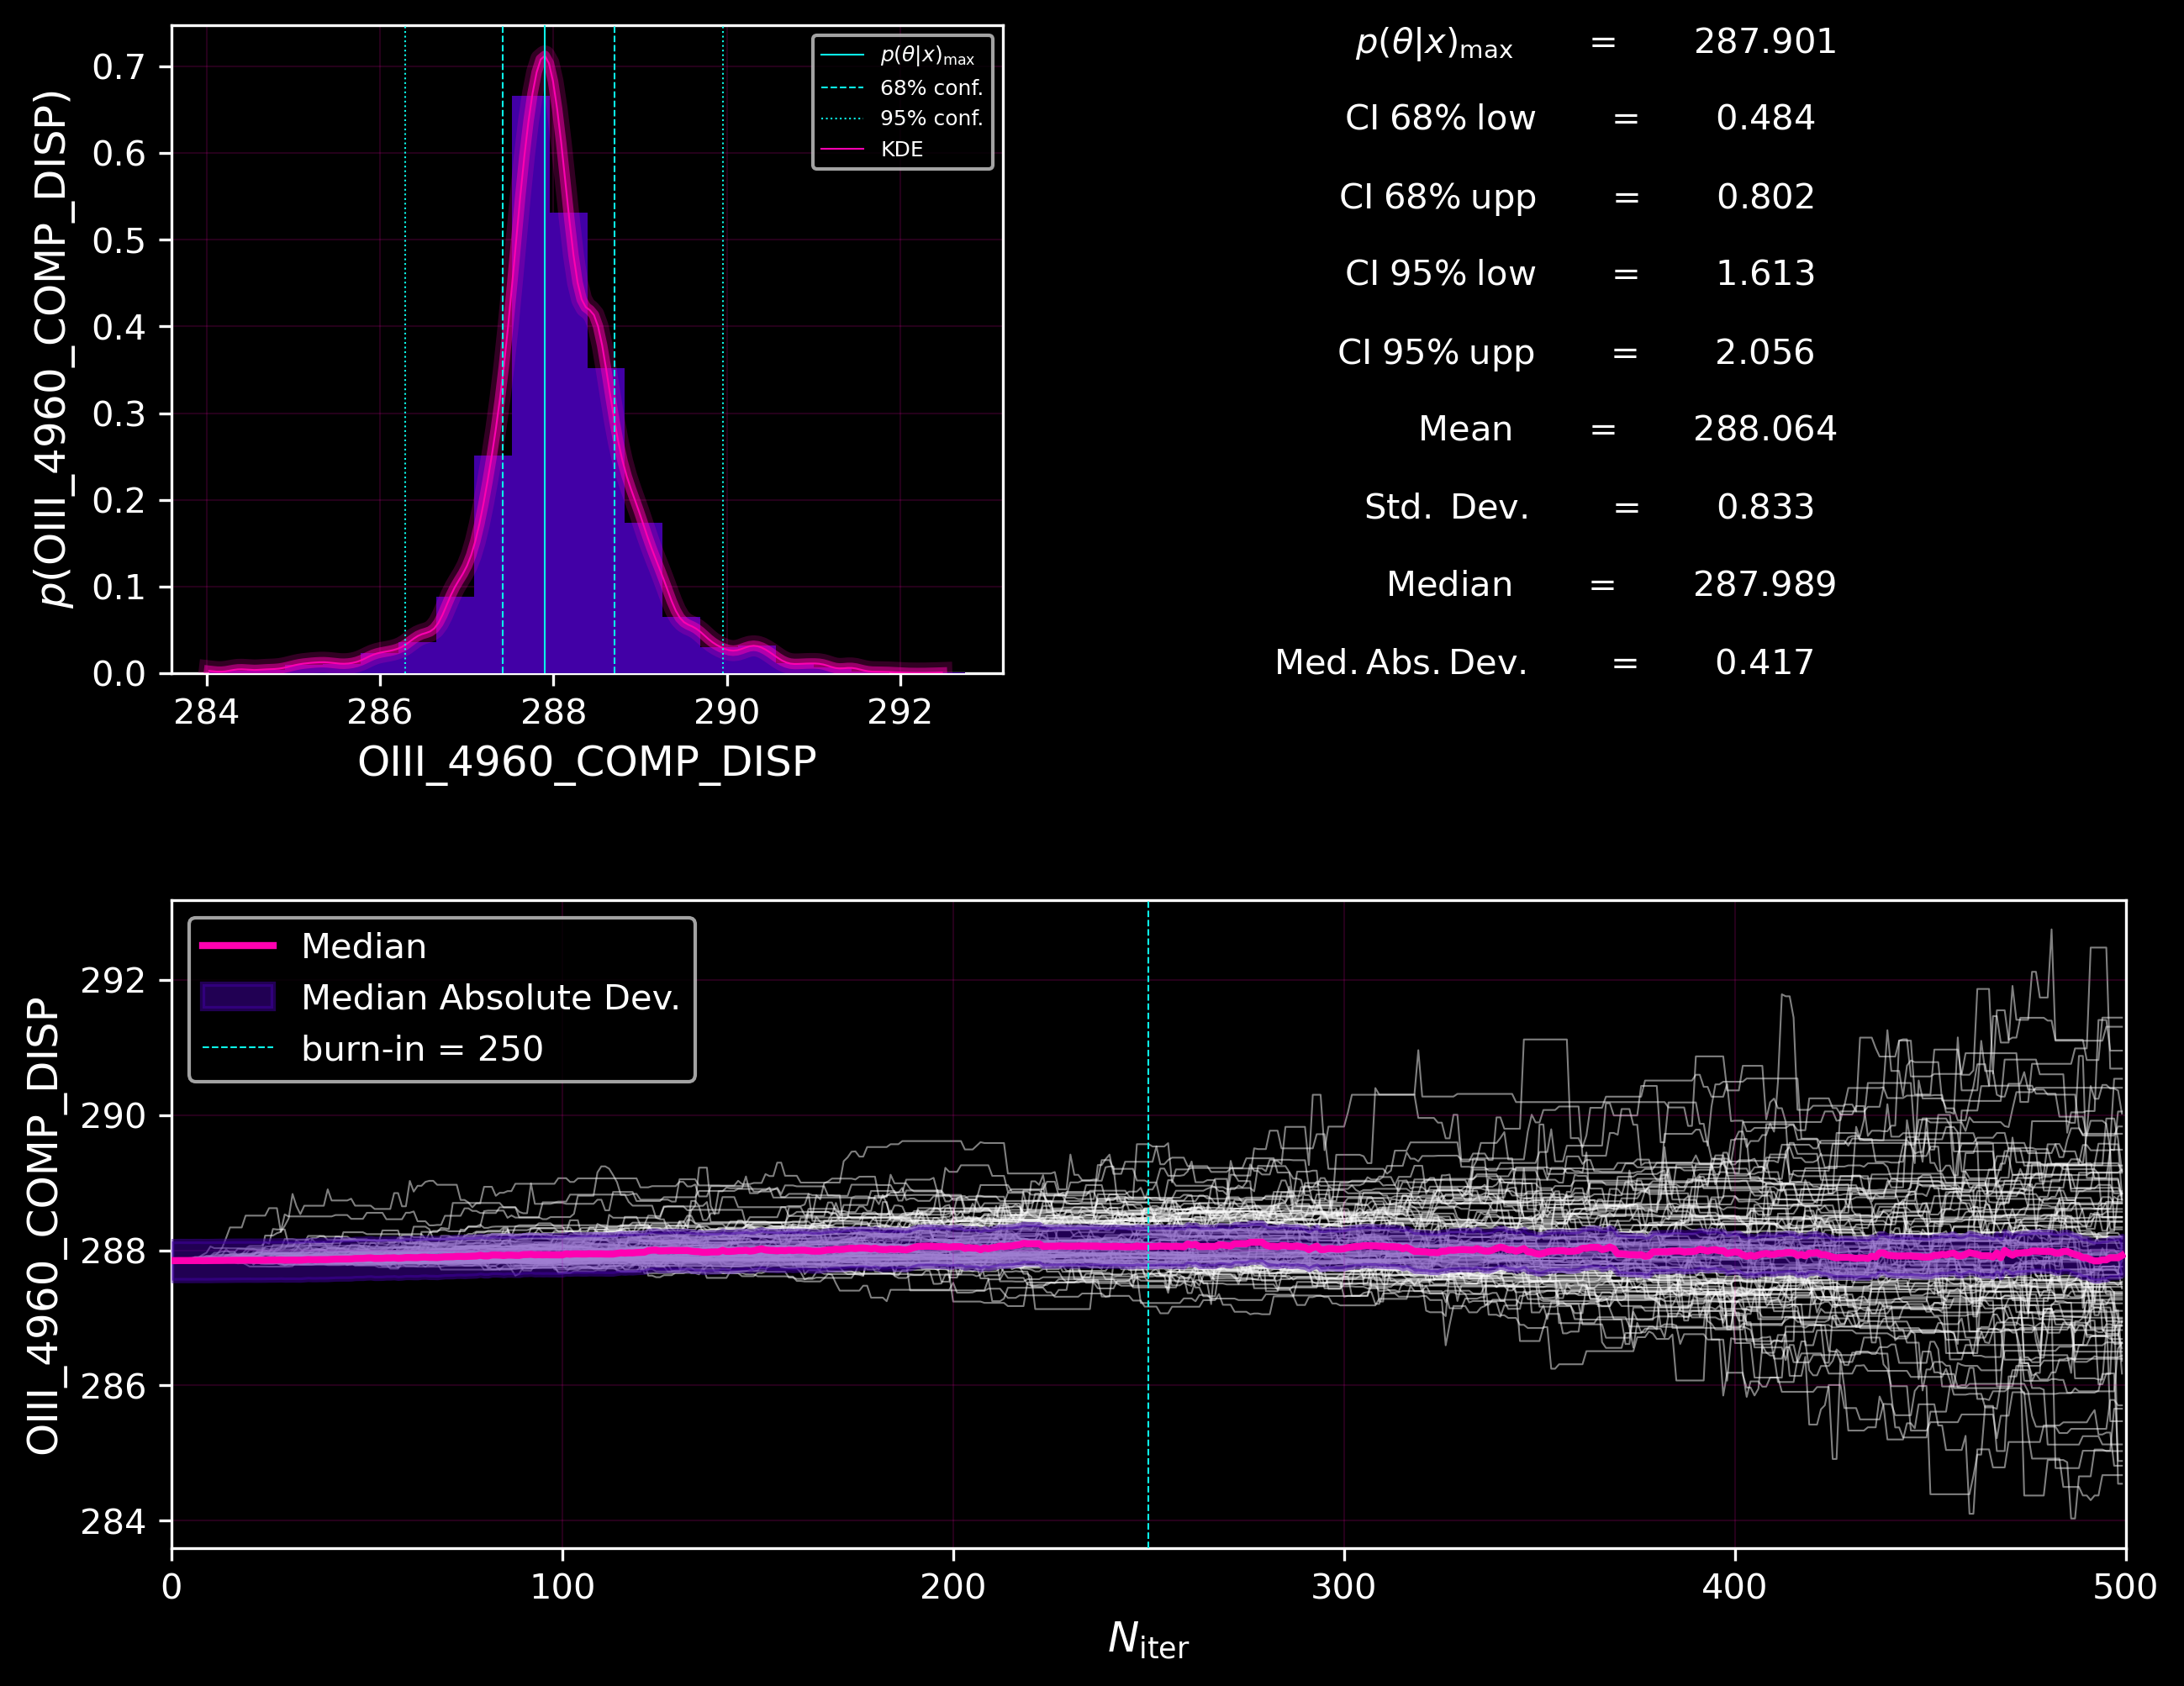 0.7
0.6
0.5
0.4
0.3
0.2
0.1
0.0
p(OIII_4960_COMP_DISP)
284 286 288 290 292
OIII_4960_COMP_DISP
p(θ|x)max
68% conf.
95% conf.
KDE
p(θ|x)max = 287.901
CI 68% low = 0.484
CI 68% upp = 0.802
CI 95% low = 1.613
CI 95% upp = 2.056
Mean = 288.064
Std. Dev. = 0.833
Median = 287.989
Med. Abs. Dev. = 0.417
292
290
288
286
284
OIII_4960_COMP_DISP
Median
Median Absolute Dev.
burn-in = 250
0 100 200 300 400 500
Niter